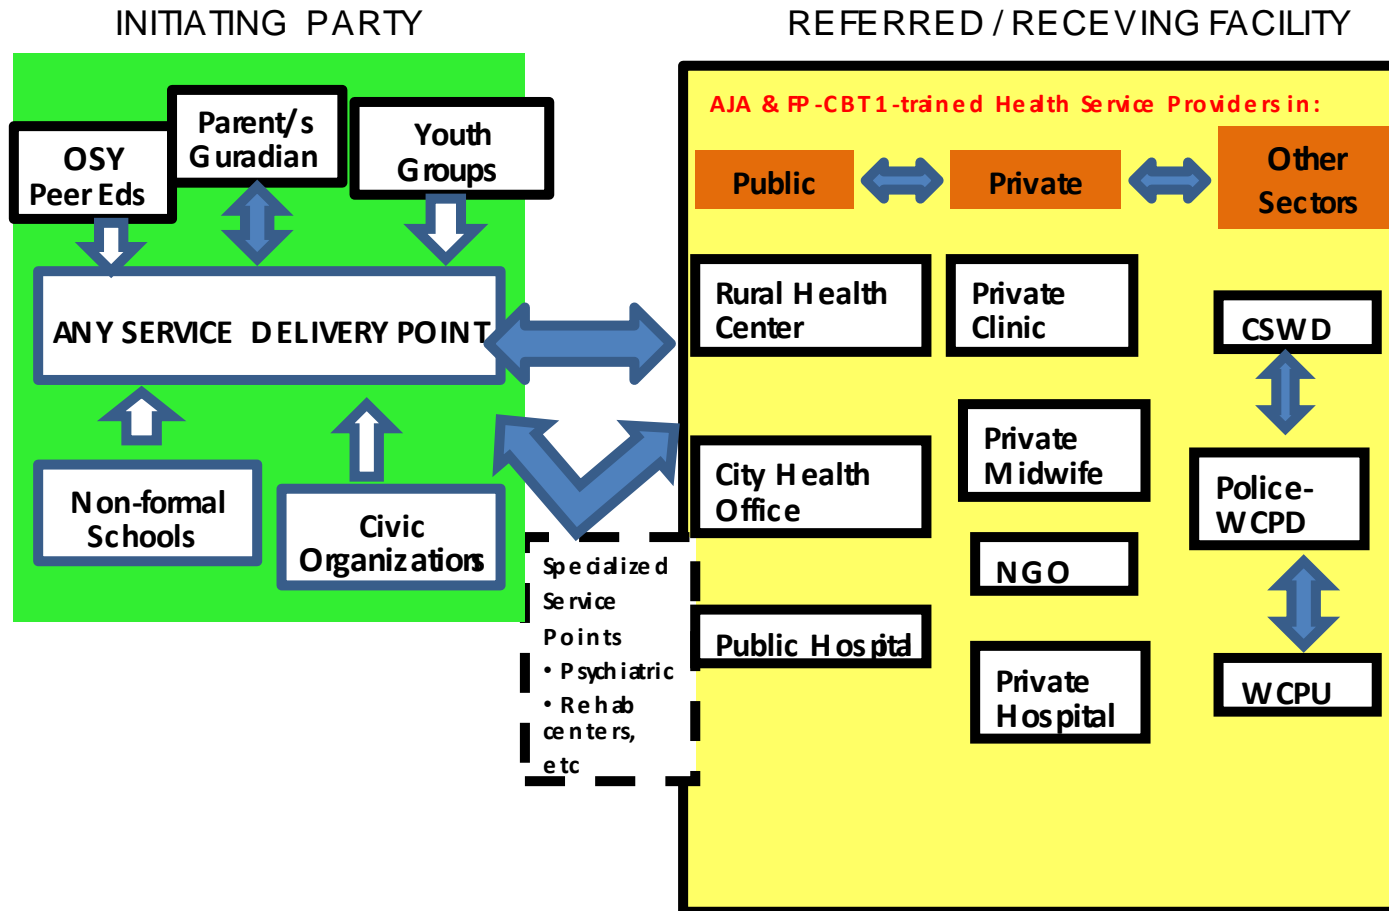 INITIATING PARTY
REFERRED / RECEVING FACILITY
OSY
Peer Eds
Parent/s
Guradian
Youth
Groups
ANY SERVICE DELIVERY POINT
Non-formal
Schools
Civic
Organizations
Specialized
Service
Points
• Psychiatric
• Rehab
centers,
etc
AJA & FP-CBT1-trained Health Service Providers in:
Public
Private
Other
Sectors
Rural Health
Center
City Health
Office
Public Hospital
Private
Clinic
Private
Midwife
NGO
Private
Hospital
CSWD
Police-
WCPD
WCPU